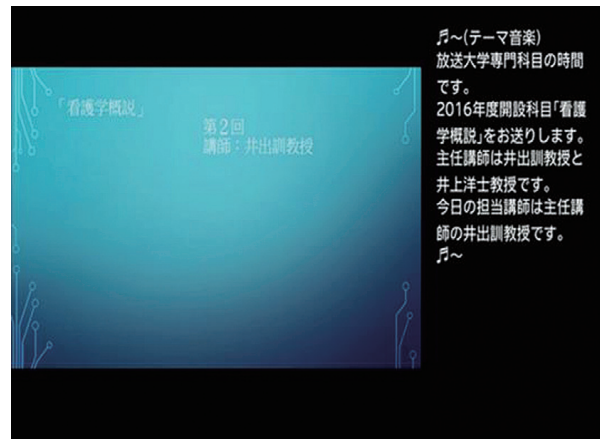 「看護学概説」
第2回
講師：井出訓教授
♬～(テーマ音楽)
放送大学専門科目の時間
です。
2016年度開設科目｢看護
学概説｣をお送りします。
主任講師は井出訓教授と
井上洋士教授です。
今日の担当講師は主任講
師の井出訓教授です。
♬～